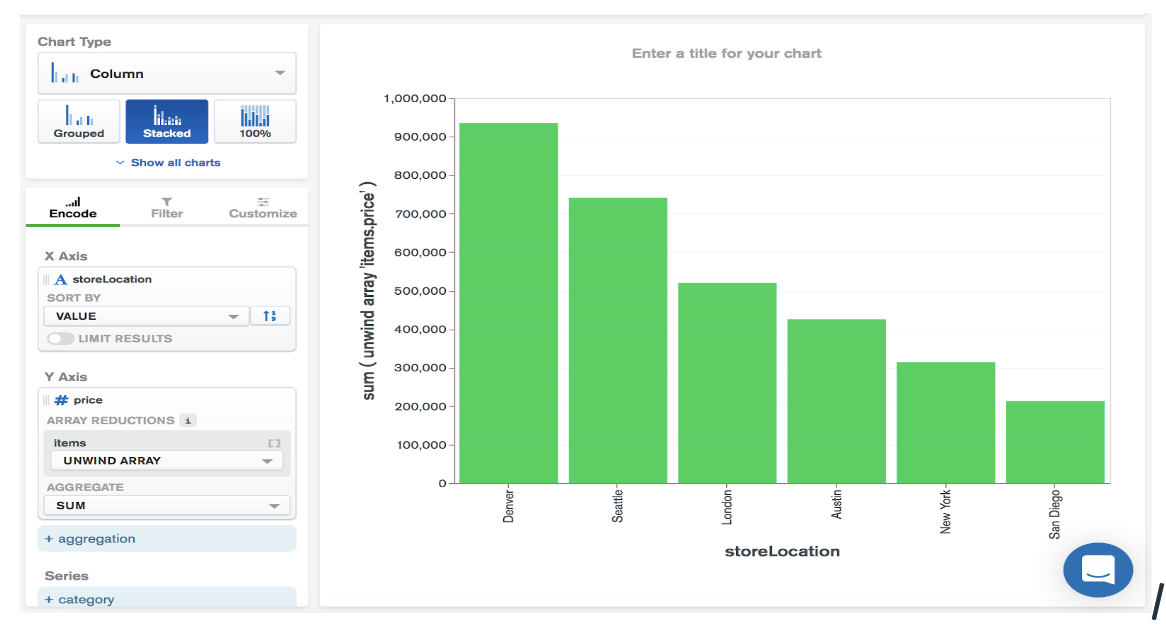 Chart Type
Column
Grouped
Stacked
100%
Show all charts
Encode
Filter
Customize
X Axis
A storeLocation
SORT BY
VALUE
LIMIT RESULTS
Y Axis
# price
ARRAY REDUCTIONS i
items
UNWIND ARRAY
AGGREGATE
SUM
+ aggregation
Series
+ category
Enter a title for your chart
sum ( unwind array 'items.price' )
1,000,000
900,000
800,000
700,000
600,000
500,000
400,000
300,000
200,000
100,000
0
Denver
Seattle
London
Austin
New York
San Diego
storeLocation
/